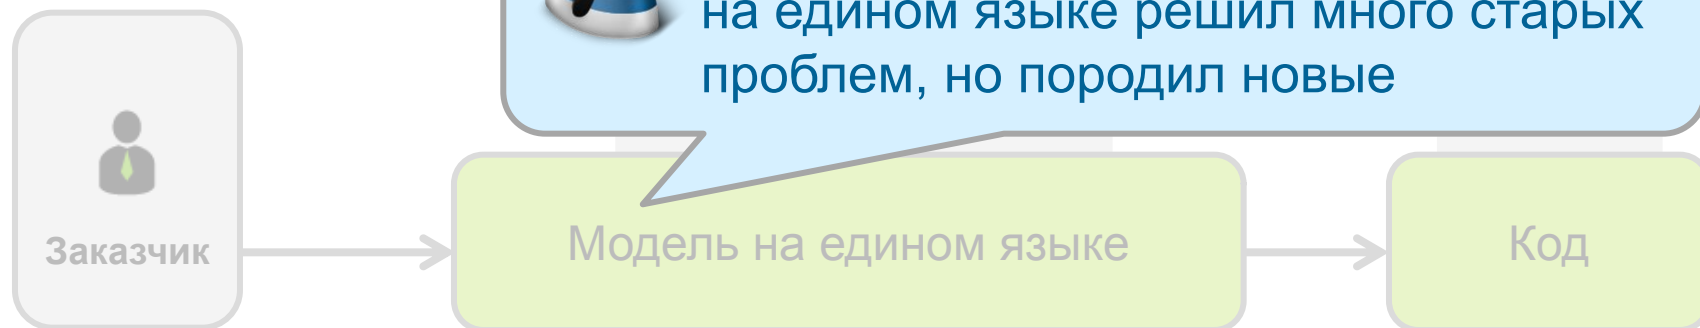 на едином языке решил много старых
проблем, но породил новые
Заказчик
Модель на едином языке
Код